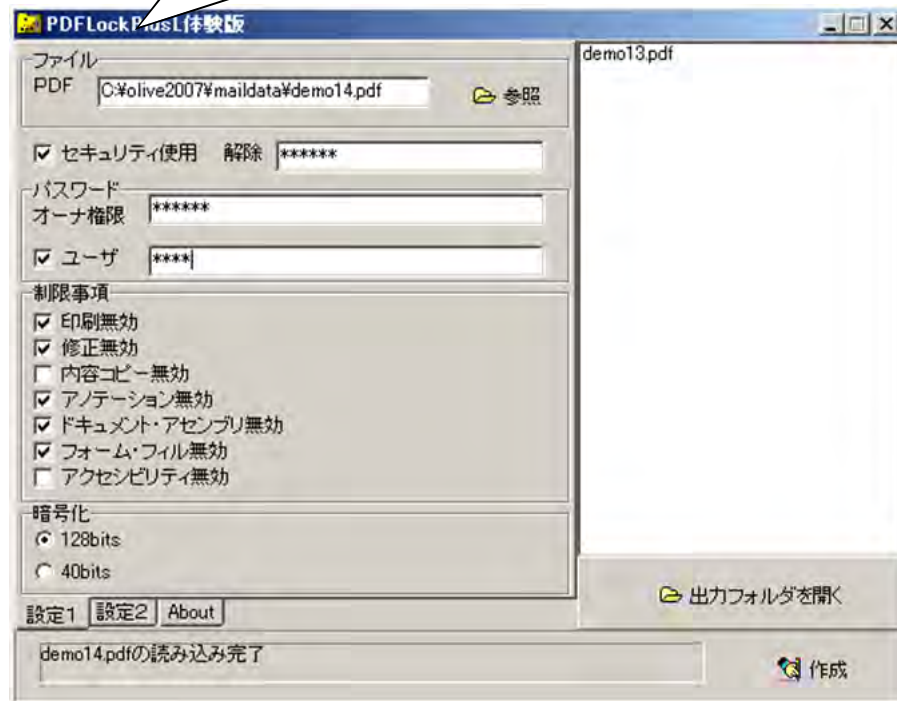 PDFLockPlusL体験版
ファイル
PDF C:¥olive2007¥maildata¥demo14.pdf 参照
セキュリティ使用 解除 ******
パスワード
オーナ権限 ******
ユーザ ****
制限事項
印刷無効
修正無効
内容コピー無効
アノテーション無効
ドキュメント・アセンブリ無効
フォーム・フィル無効
アクセシビリティ無効
暗号化
128bits
40bits
設定1 設定2 About
demo14.pdfの読み込み完了
demo13.pdf
出力フォルダを開く
作成